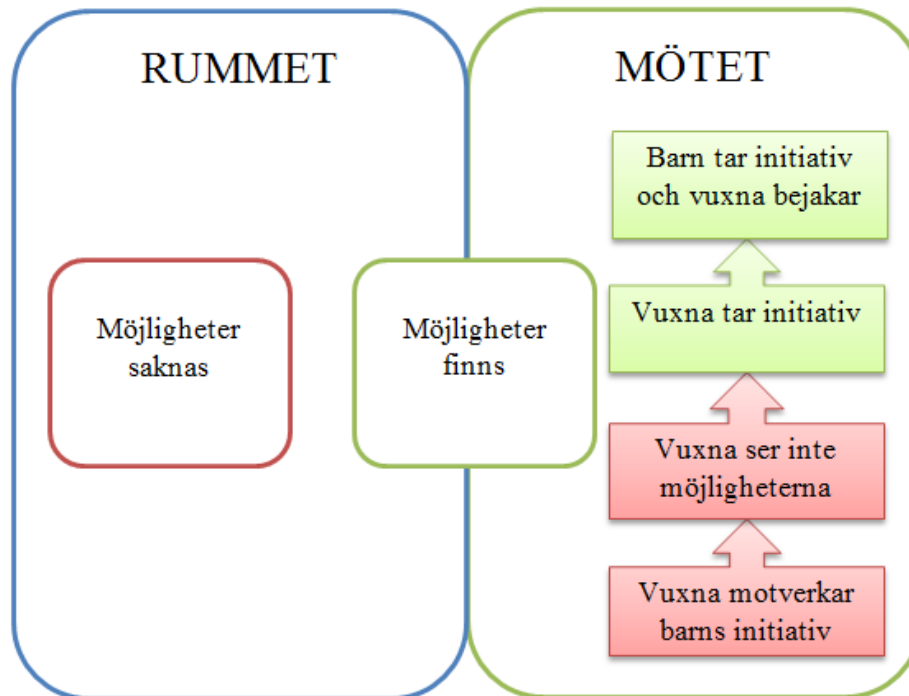 RUMMET
Möjligheter
saknas
Möjligheter
finns
MÖTET
Barn tar initiativ
och vuxna bejakar
Vuxna tar initiativ
Vuxna ser inte
möjligheterna
Vuxna motverkar
barns initiativ